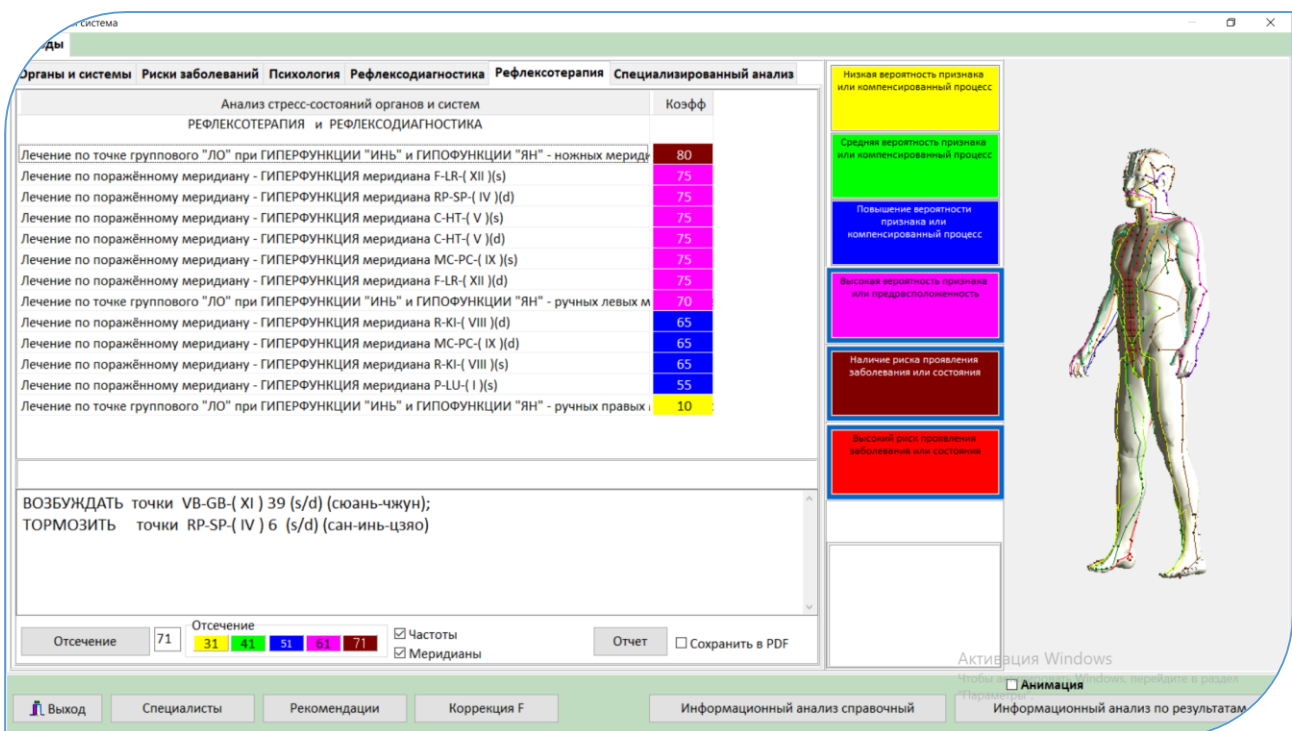 система
Органы и системы Риски заболеваний Психология Рефлексодиагностика Рефлексотерапия Специализированный анализ
Анализ стресс-состояний органов и систем Коэфф
РЕФЛЕКСОТЕРАПИЯ и РЕФЛЕКСОДИАГНОСТИКА
Лечение по точке группового "ЛО" при ГИПЕРФУНКЦИИ "ИНЬ" и ГИПОФУНКЦИИ "ЯН" - ножных 80
Лечение по поражённому меридиану - ГИПЕРФУНКЦИЯ меридиана F-LR-( XII )(s) 75
Лечение по поражённому меридиану - ГИПЕРФУНКЦИЯ меридиана RP-SP-( IV )(d) 75
Лечение по поражённому меридиану - ГИПЕРФУНКЦИЯ меридиана C-HT-( V )(s) 75
Лечение по поражённому меридиану - ГИПЕРФУНКЦИЯ меридиана C-HT-( V )(d) 75
Лечение по поражённому меридиану - ГИПЕРФУНКЦИЯ меридиана MC-PC-( IX )(s) 75
Лечение по поражённому меридиану - ГИПЕРФУНКЦИЯ меридиана F-LR-( XII )(d) 75
Лечение по точке группового "ЛО" при ГИПЕРФУНКЦИИ "ИНЬ" и ГИПОФУНКЦИИ "ЯН" - ручных левых м 70
Лечение по поражённому меридиану - ГИПЕРФУНКЦИЯ меридиана R-KI-( VIII )(d) 65
Лечение по поражённому меридиану - ГИПЕРФУНКЦИЯ меридиана MC-PC-( IX )(d) 65
Лечение по поражённому меридиану - ГИПЕРФУНКЦИЯ меридиана R-KI-( VIII )(s) 65
Лечение по поражённому меридиану - ГИПЕРФУНКЦИЯ меридиана P-LU-( I )(s) 55
Лечение по точке группового "ЛО" при ГИПЕРФУНКЦИИ "ИНЬ" и ГИПОФУНКЦИИ "ЯН" - ручных правых 10
ВОЗБУЖДАТЬ точки VB-GB-( XI ) 39 (s/d) (сюань-чжун);
ТОРМОЗИТЬ точки RP-SP-( IV ) 6 (s/d) (сан-инь-цзяо)
Отсечение 71
Отсечение
31 41 51 61 71
Частоты
Меридианы
Отчет Сохранить в PDF
Низкая вероятность признака
или компенсированный процесс
Средняя вероятность признака
или компенсированный процесс
Повышение вероятности
признака или
компенсированный процесс
Высокая вероятность признака
или предрасположенность
Наличие риска проявления
заболевания или состояния
Высокий риск проявления
заболевания или состояния
Активация Windows
Чтобы Windows, перейдите в раздел
"Параметры".
Анимация
Выход Специалисты Рекомендации Коррекция F Информационный анализ справочный Информационный анализ по результатам